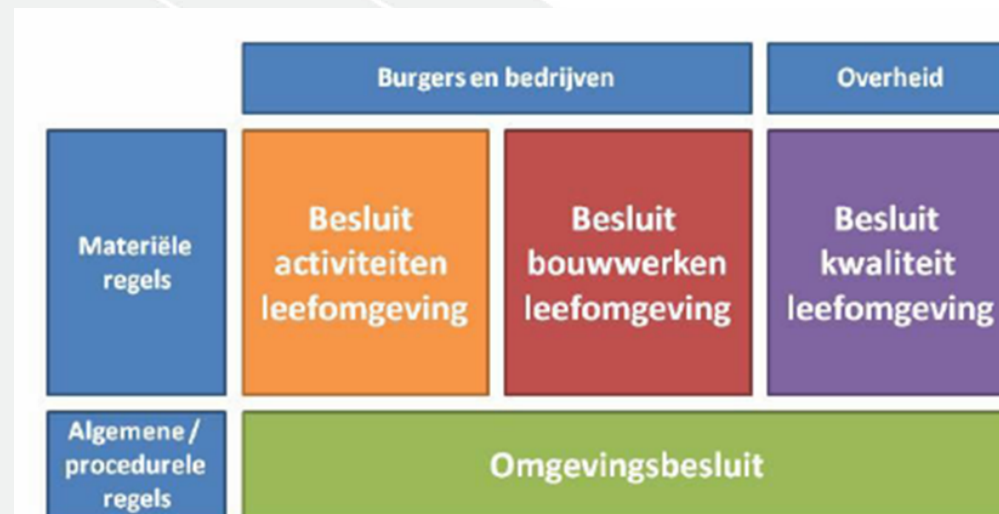 Burgers en bedrijven
Overheid
Materiële
regels
Besluit
activiteiten
leefomgeving
Besluit
bouwwerken
leefomgeving
Besluit
kwaliteit
leefomgeving
Algemene/
procedurele
regels
Omgevingsbesluit